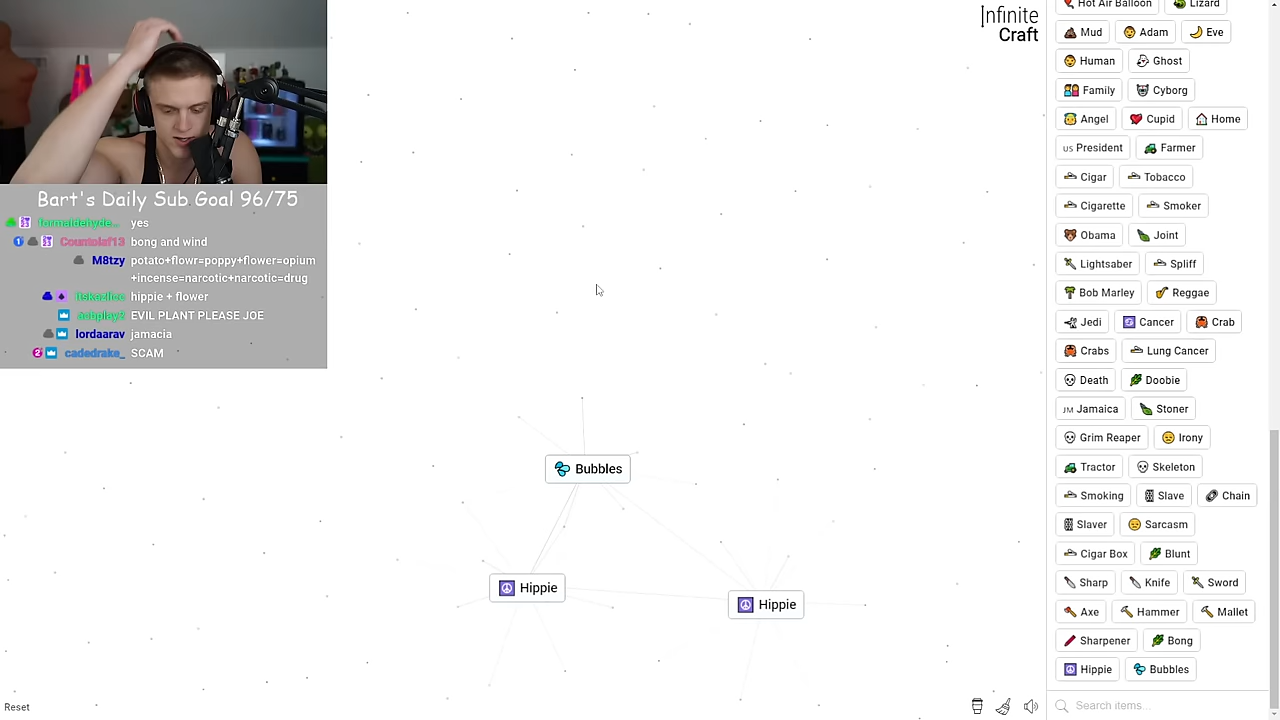 Infinite
Craft
Bart's Daily Sub Goal 96/75
formaldehyde… yes
Countolaf13 bong and wind
M8tzy potato+flowr=poppy+flower=opium
+incense=narcotic+narcotic=drug
hippie + flower
EVIL PLANT PLEASE JOE
lordaarav jamacia
cadedrake_ SCAM
Bubbles
Hippie
Hippie
Reset
Hot Air Balloon Lizard
Mud Adam Eve
Human Ghost
Family Cyborg
Angel Cupid Home
US President Farmer
Cigar Tobacco
Cigarette Smoker
Obama Joint
Lightsaber Spliff
Bob Marley Reggae
Jedi Cancer Crab
Crabs Lung Cancer
Death Doobie
JM Jamaica Stoner
Grim Reaper Irony
Tractor Skeleton
Smoking Slave Chain
Slaver Sarcasm
Cigar Box Blunt
Sharp Knife Sword
Axe Hammer Mallet
Sharpener Bong
Hippie Bubbles
Search items...